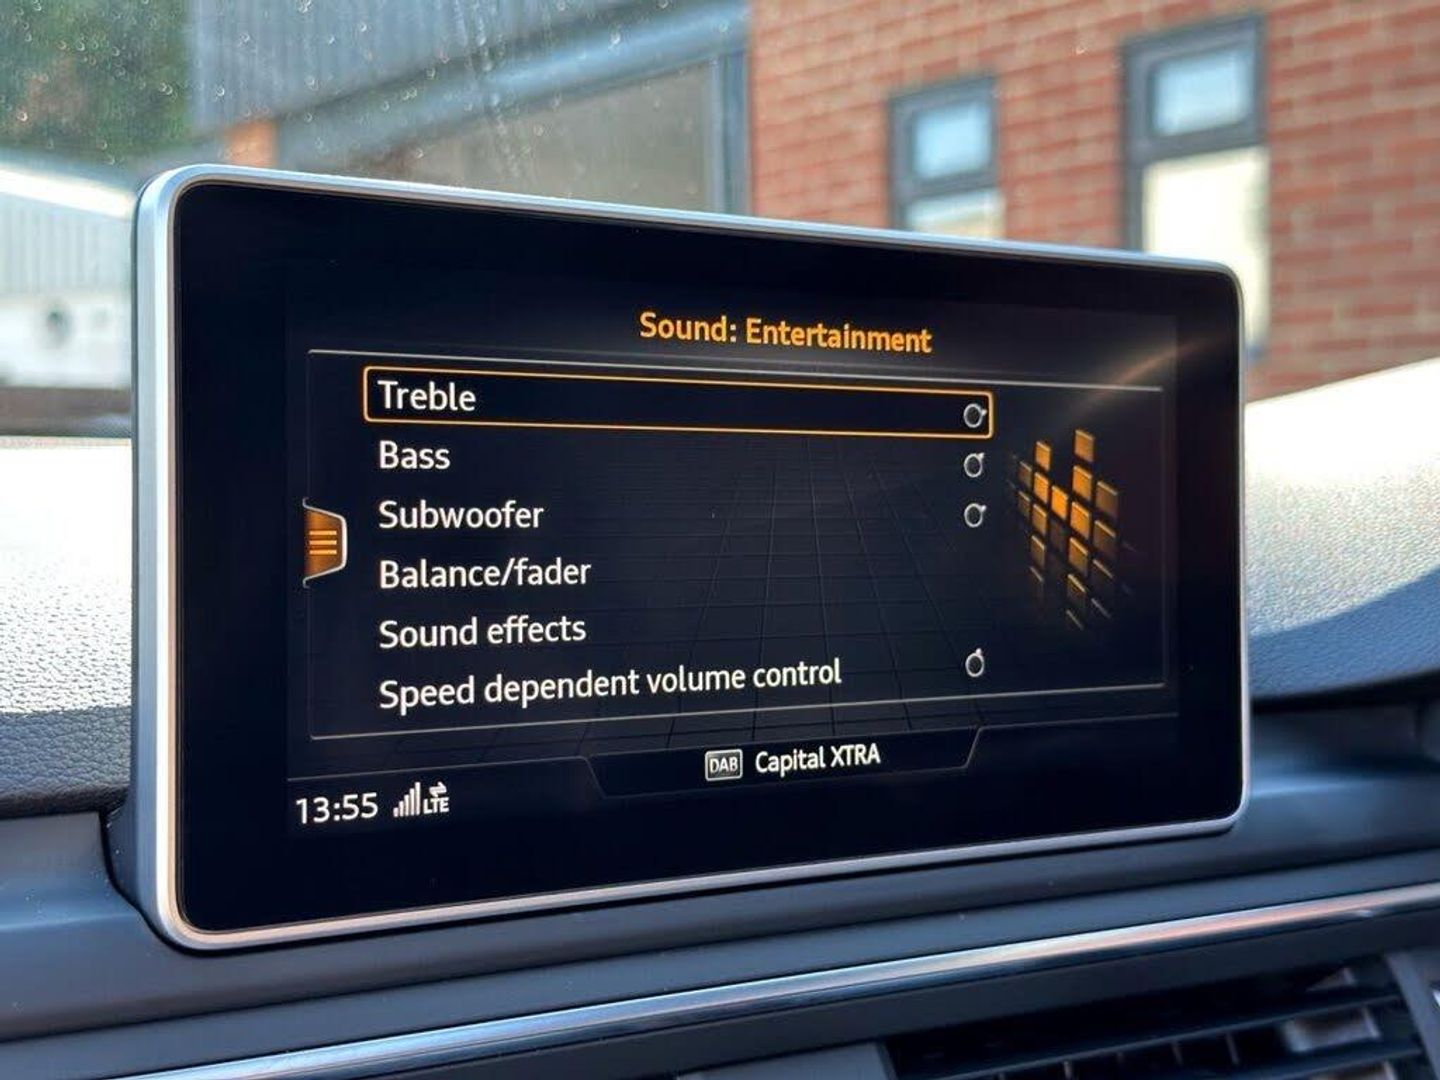 Sound: Entertainment
Treble
Bass
Subwoofer
Balance/fader
Sound effects
Speed dependent volume control
DAB Capital XTRA
13:55 LTE